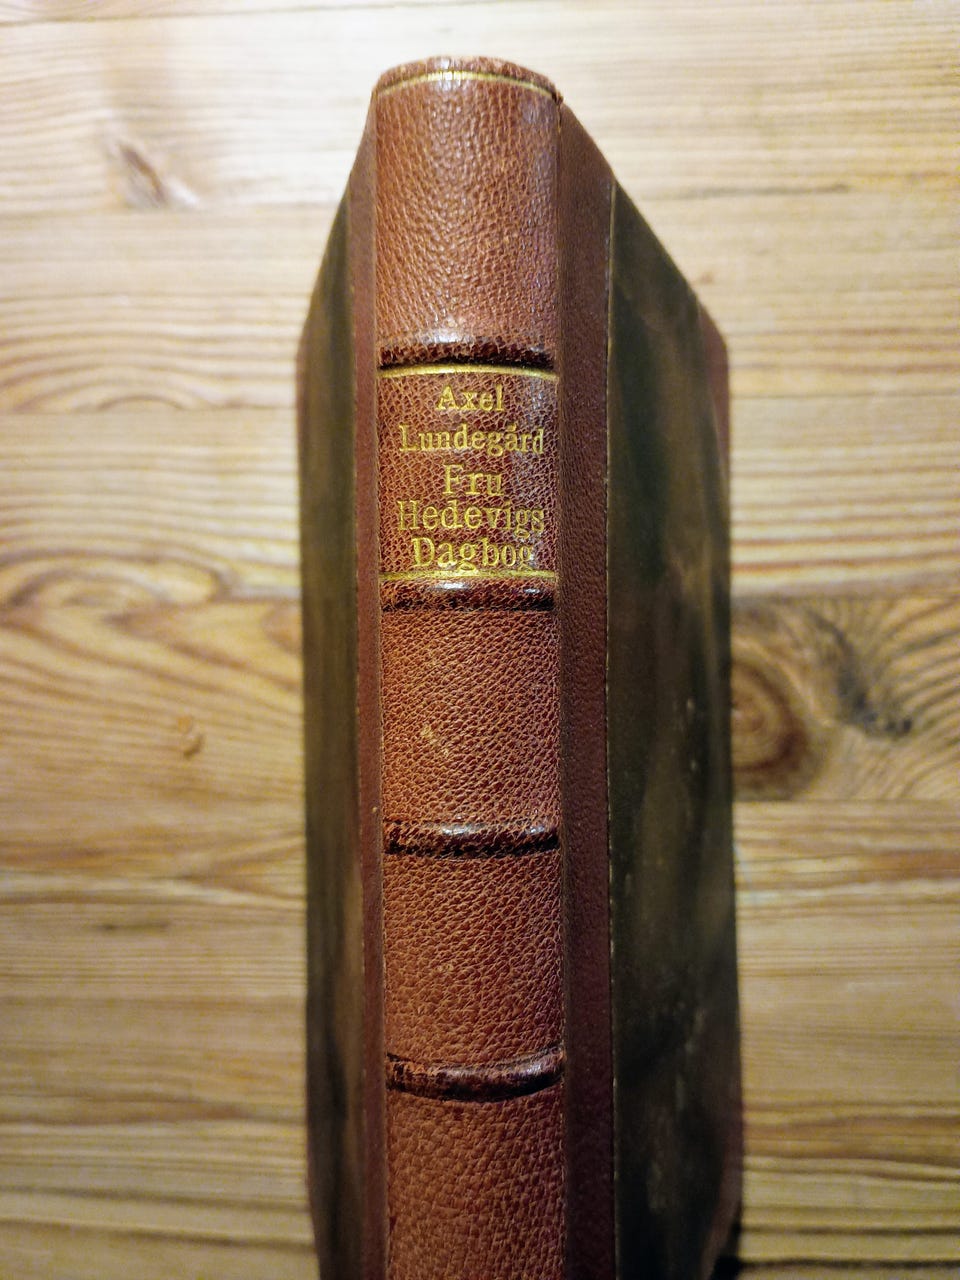 Axel
Lundegård
Fru
Hedevigs
Dagbog